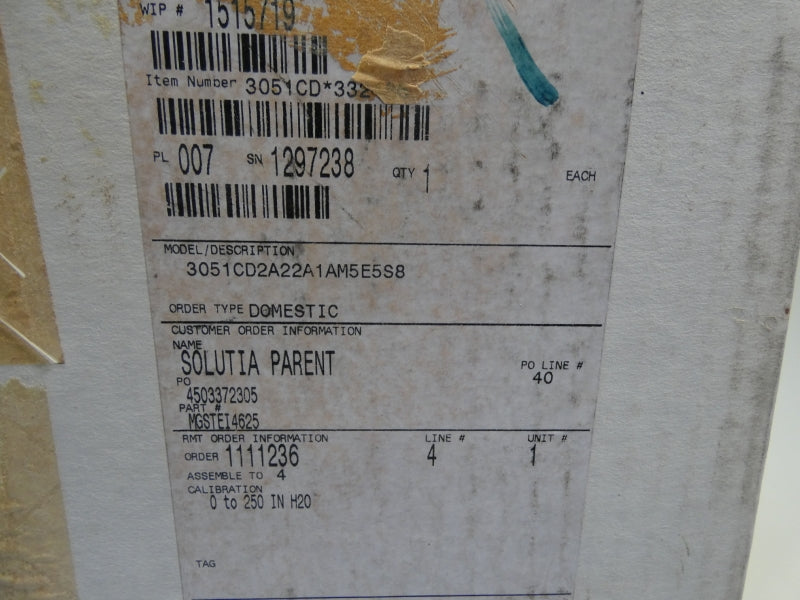 WIP # 1515719
Item Number 3051CD*332
PL 007 SN 1297238 QTY 1 EACH
MODEL/DESCRIPTION
3051CD2A22A1AM5E5S8
ORDER TYPE DOMESTIC
CUSTOMER ORDER INFORMATION
NAME
SOLUTIA PARENT
PO LINE #
40
PO
4503372305
PART #
MGSTEI4625
RMT ORDER INFORMATION LINE # UNIT #
ORDER 1111236 4 1
ASSEMBLE TO 4
CALIBRATION
0 to 250 IN H2O
TAG